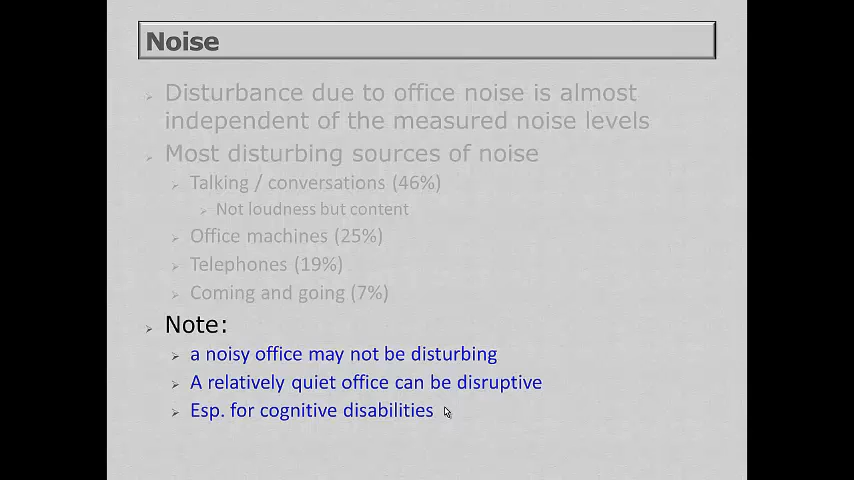 Noise
Disturbance due to office noise is almost
independent of the measured noise levels
Most disturbing sources of noise
Talking / conversations (46%)
Not loudness but content
Office machines (25%)
Telephones (19%)
Coming and going (7%)
Note:
a noisy office may not be disturbing
A relatively quiet office can be disruptive
Esp. for cognitive disabilities